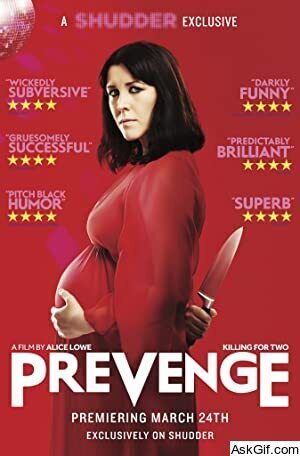 A SHUDDER EXCLUSIVE
"WICKEDLY
SUBVERSIVE"
"DARKLY
FUNNY"
"GRUESOMELY
SUCCESSFUL"
"PREDICTABLY
BRILLIANT"
"PITCH BLACK
HUMOR"
"SUPERB"
A FILM BY ALICE LOWE
KILLING FOR TWO
PREVENGE
PREMIERING MARCH 24TH
EXCLUSIVELY ON SHUDDER
AskGif.com